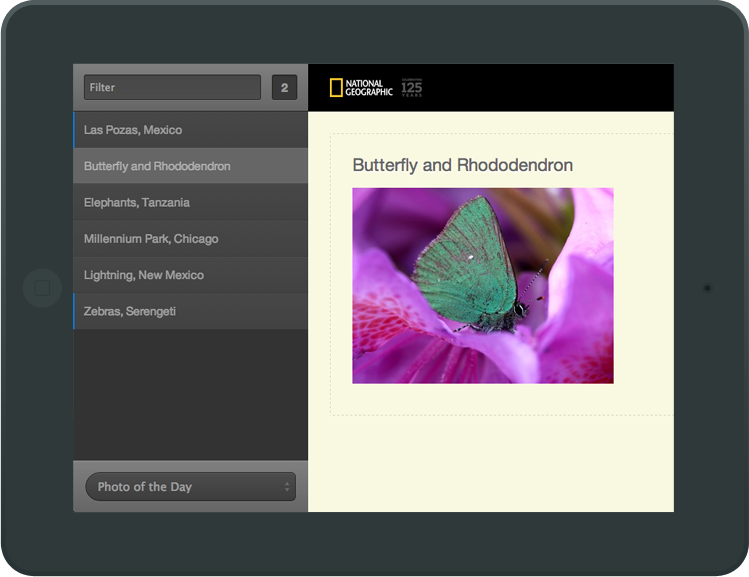 Filter
2
Las Pozas, Mexico
Butterfly and Rhododendron
Elephants, Tanzania
Millennium Park, Chicago
Lightning, New Mexico
Zebras, Serengeti
Photo of the Day
NATIONAL
GEOGRAPHIC
125
YEARS
Butterfly and Rhododendron